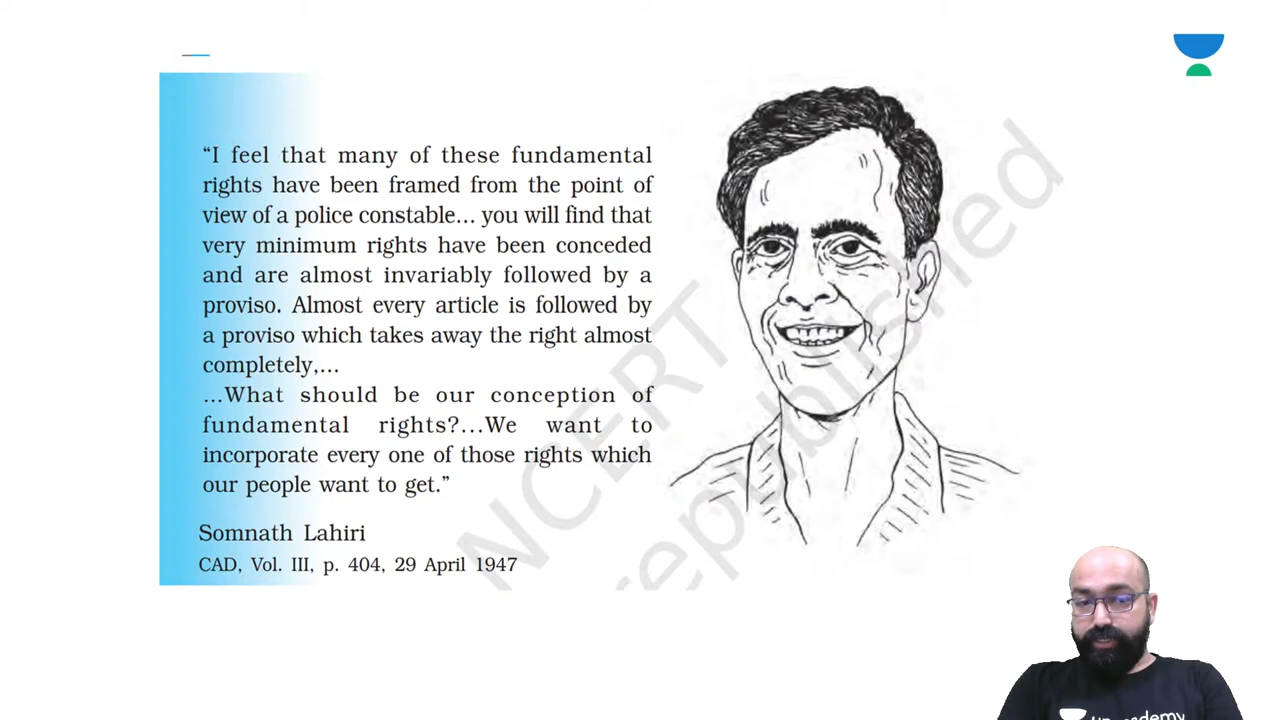 “I feel that many of these fundamental
rights have been framed from the point of
view of a police constable... you will find that
very minimum rights have been conceded
and are almost invariably followed by a
proviso. Almost every article is followed by
a proviso which takes away the right almost
completely,...
...What should be our conception of
fundamental rights?...We want to
incorporate every one of those rights which
our people want to get.”
Somnath Lahiri
CAD, Vol. III, p. 404, 29 April 1947
NCERT
republished